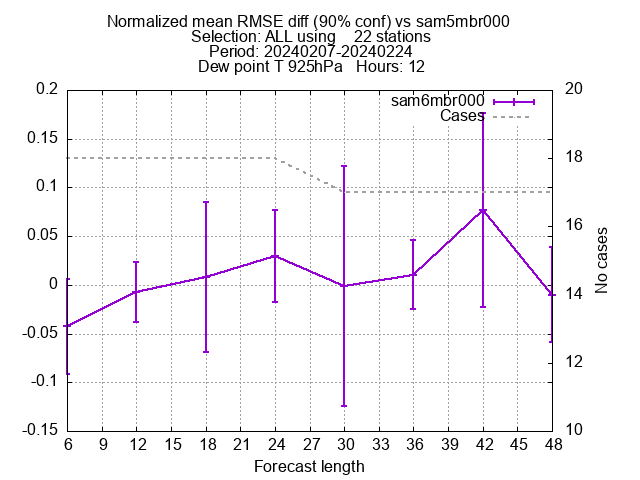 Normalized mean RMSE diff (90% conf) vs sam5mbr000
Selection: ALL using    22 stations
Period: 20240207-20240224
Dew point T 925hPa   Hours: 12
sam6mbr000
Cases
0.2
0.15
0.1
0.05
0
-0.05
-0.1
-0.15
20
18
16
14
12
10
No cases
6 12 15 18 21 24 27 30 33 36 39 42 45 48
Forecast length